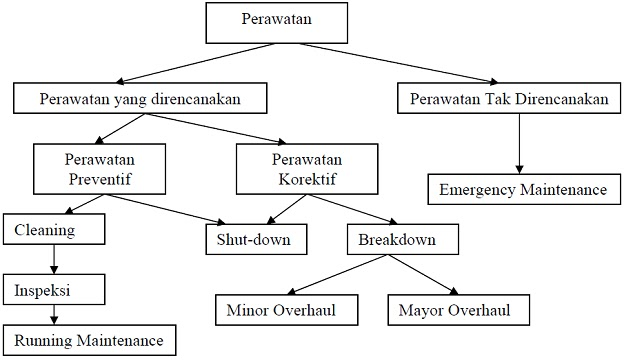 Perawatan
Perawatan yang direncanakan
Perawatan Tak Direncanakan
Perawatan
Preventif
Perawatan
Korektif
Emergency Maintenance
Cleaning
Shut-down
Breakdown
Inspeksi
Minor Overhaul
Mayor Overhaul
Running Maintenance